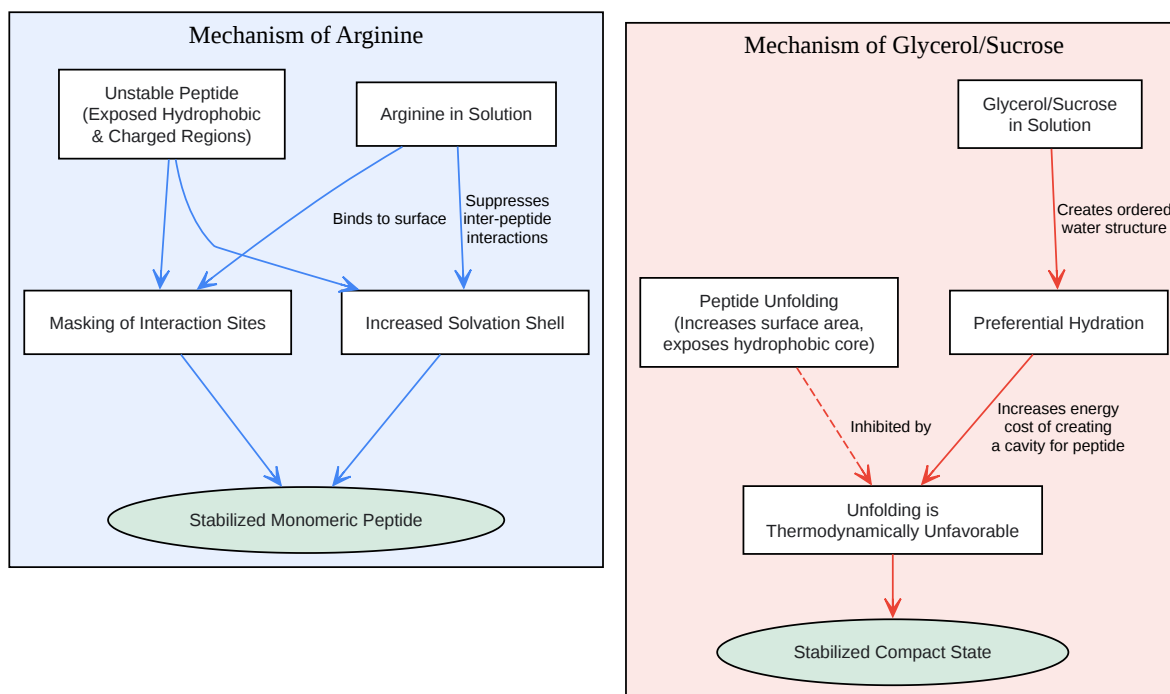 Mechanism of Arginine
Unstable Peptide
(Exposed Hydrophobic
& Charged Regions)
Arginine in Solution
Binds to surface
Suppresses
inter-peptide
interactions
Masking of Interaction Sites
Increased Solvation Shell
Stabilized Monomeric Peptide
Mechanism of Glycerol/Sucrose
Glycerol/Sucrose
in Solution
Creates ordered
water structure
Peptide Unfolding
(Increases surface area,
exposes hydrophobic core)
Preferential Hydration
Inhibited by
Increases energy
cost of creating
a cavity for peptide
Unfolding is
Thermodynamically Unfavorable
Stabilized Compact State